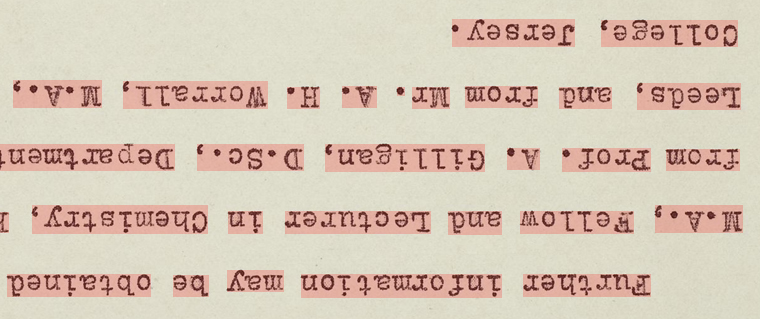 Further information may be obtained
M.A., Fellow and Lecturer in Chemistry,
from Prof. A. Gilligan, D.Sc., Department
Leeds, and from Mr. A. H. Worrall, M.A.,
College, Jersey.